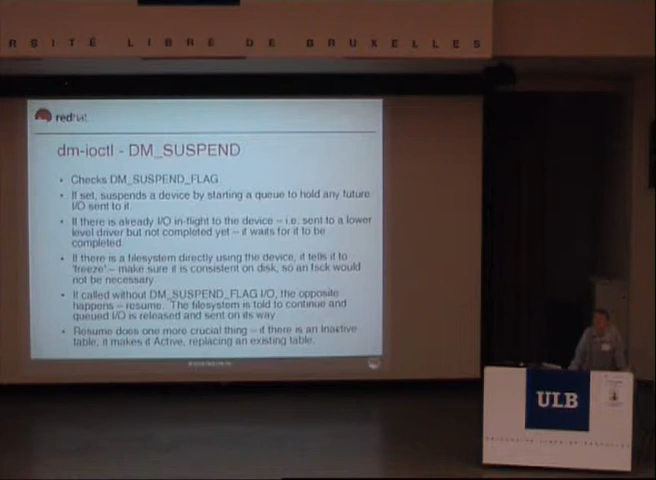 RSITÉ LIBRE DE BRUXELLES
redhat
dm-ioctl - DM_SUSPEND
• Checks DM_SUSPEND_FLAG
• If set, suspends a device by starting a queue to hold any future
I/O sent to it.
• If there is already I/O in-flight to the device – i.e. sent to a lower
level driver but not completed yet – it waits for it to be
completed.
• If there is a filesystem directly using the device, it tells it to
'freeze' – make sure it is consistent on disk, so an fsck would
not be necessary.
• If called without DM_SUSPEND_FLAG I/O, the opposite
happens – resume. The filesystem is told to continue and
queued I/O is released and sent on its way.
• Resume does one more crucial thing – if there is an Inactive
table, it makes it Active, replacing an existing table.
ULB